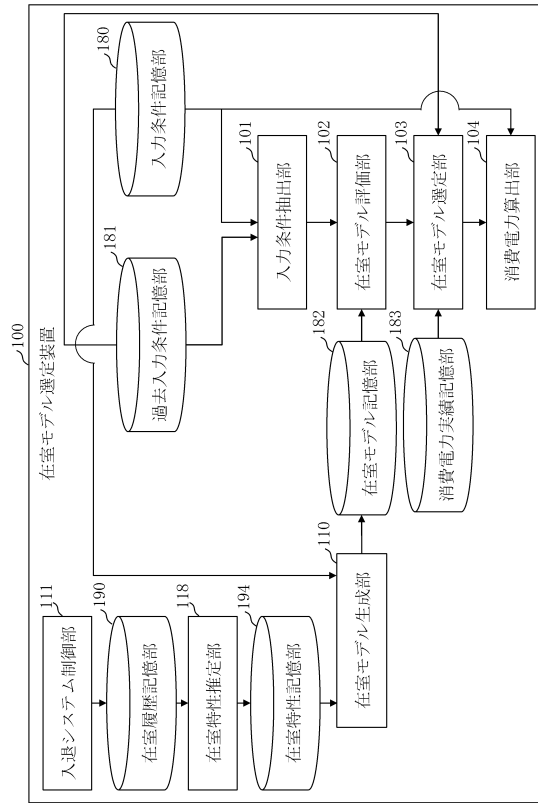 100
在室モデル選定装置
111
入退システム制御部
190
在室履歴記憶部
118
在室特性推定部
194
在室特性記憶部
110
在室モデル生成部
181
過去入力条件記憶部
180
入力条件記憶部
101
入力条件抽出部
182
在室モデル記憶部
102
在室モデル評価部
183
消費電力実績記憶部
103
在室モデル選定部
104
消費電力算出部